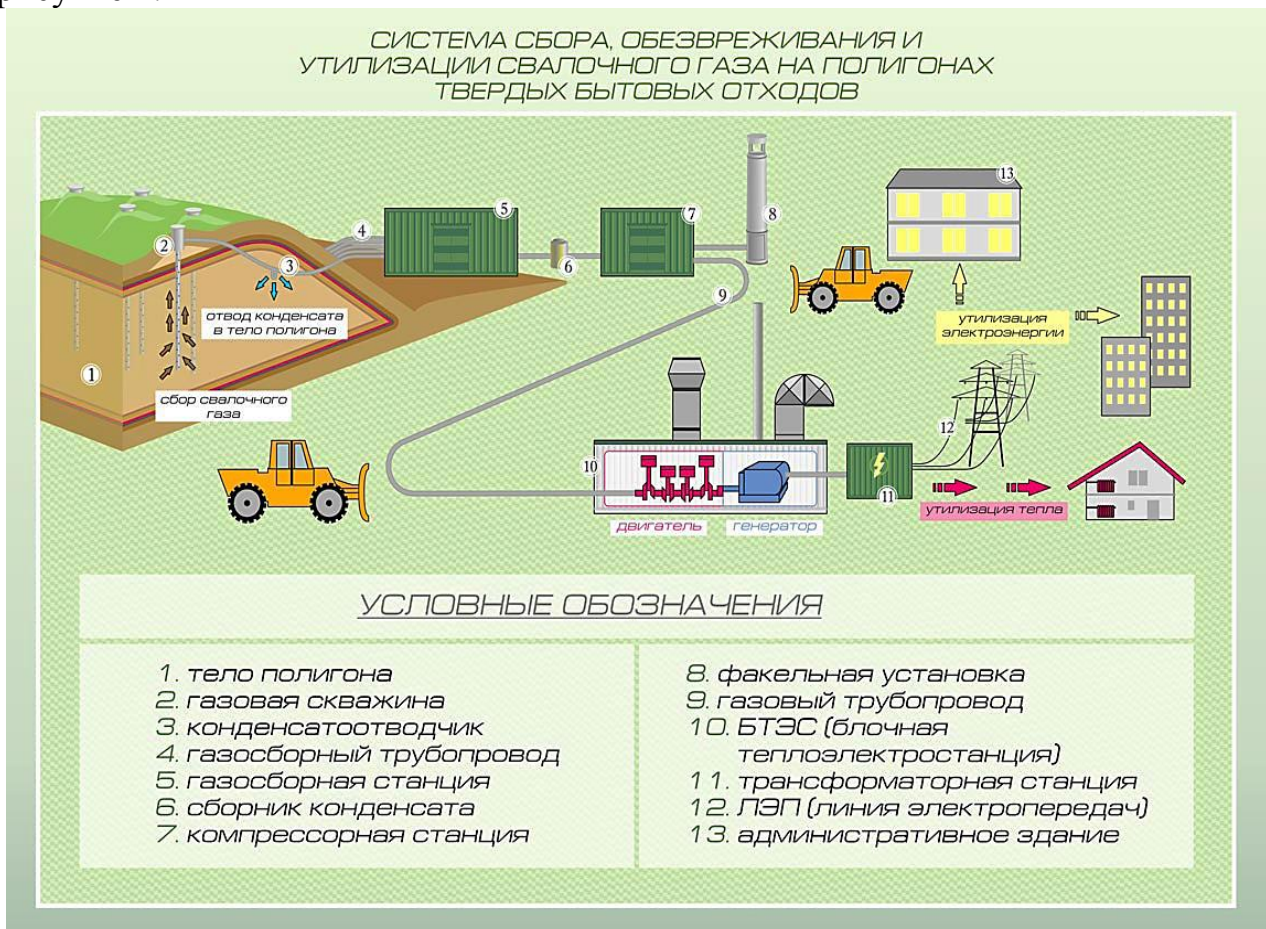 СИСТЕМА СБОРА, ОБЕЗВРЕЖИВАНИЯ И
УТИЛИЗАЦИИ СВАЛОЧНОГО ГАЗА НА ПОЛИГОНАХ
ТВЕРДЫХ БЫТОВЫХ ОТХОДОВ
1
2
3
4
5
6
7
8
9
10
11
12
13
отвод конденсата
в тело полигона
сбор свалочного
газа
утилизация
электроэнергии
двигатель
генератор
утилизация тепла
УСЛОВНЫЕ ОБОЗНАЧЕНИЯ
1. тело полигона
2. газовая скважина
3. конденсатоотводчик
4. газосборный трубопровод
5. газосборная станция
6. сборник конденсата
7. компрессорная станция
8. факельная установка
9. газовый трубопровод
10. БТЭС (блочная
теплоэлектростанция)
11. трансформаторная станция
12. ЛЭП (линия электропередач)
13. административное здание